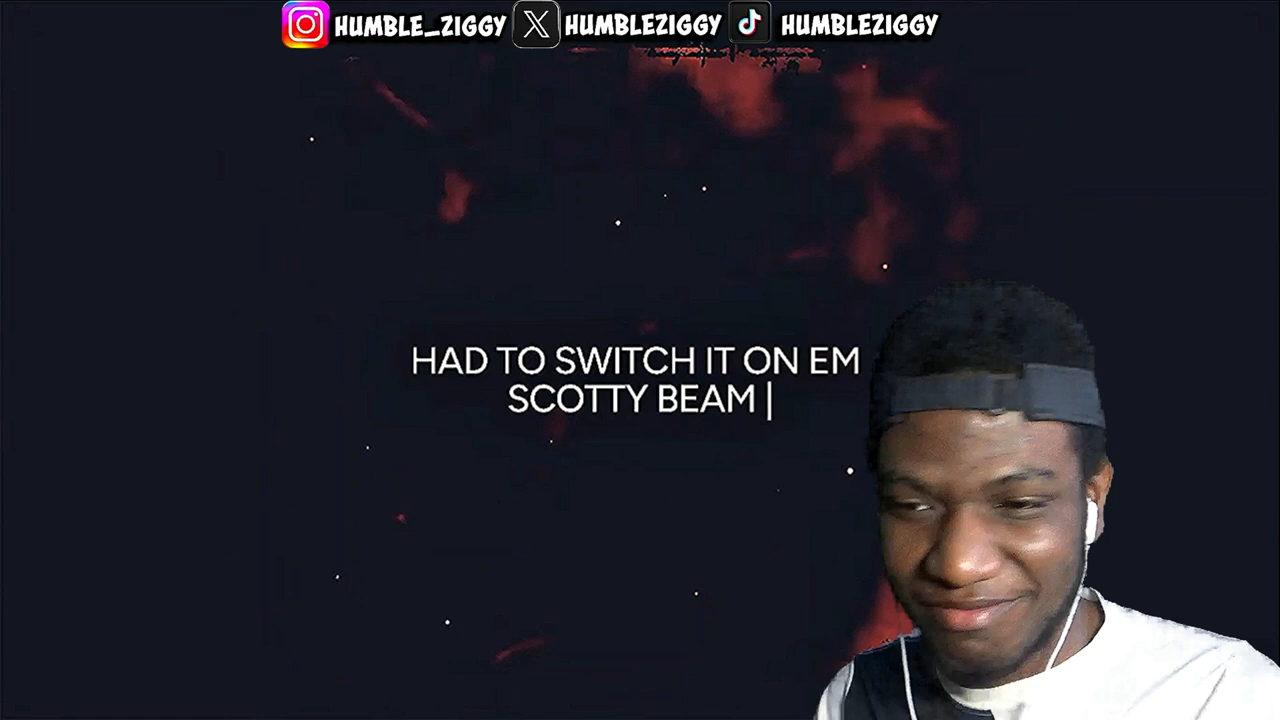 HUMBLE_ZIGGY HUMBLEZIGGY HUMBLEZIGGY
HAD TO SWITCH IT ON EM
SCOTTY BEAM |